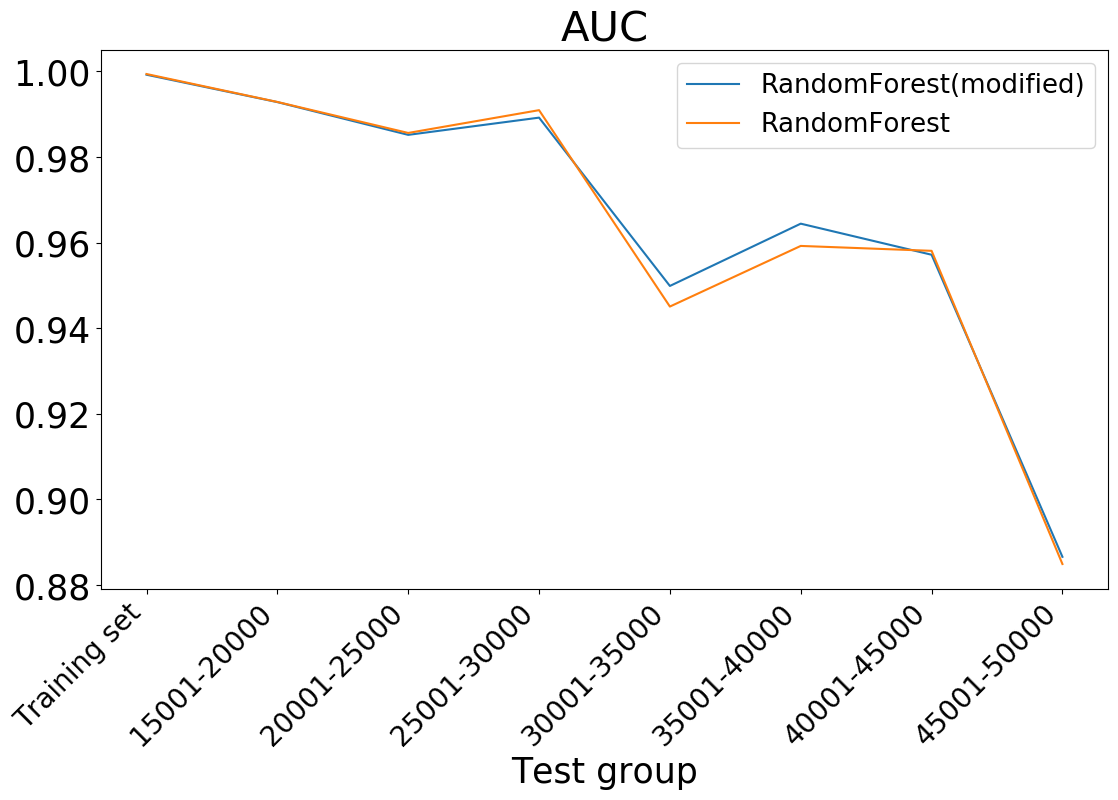 AUC
RandomForest(modified)
RandomForest
1.00
0.98
0.96
0.94
0.92
0.90
0.88
Training set
15001-20000
20001-25000
25001-30000
30001-35000
35001-40000
40001-45000
45001-50000
Test group